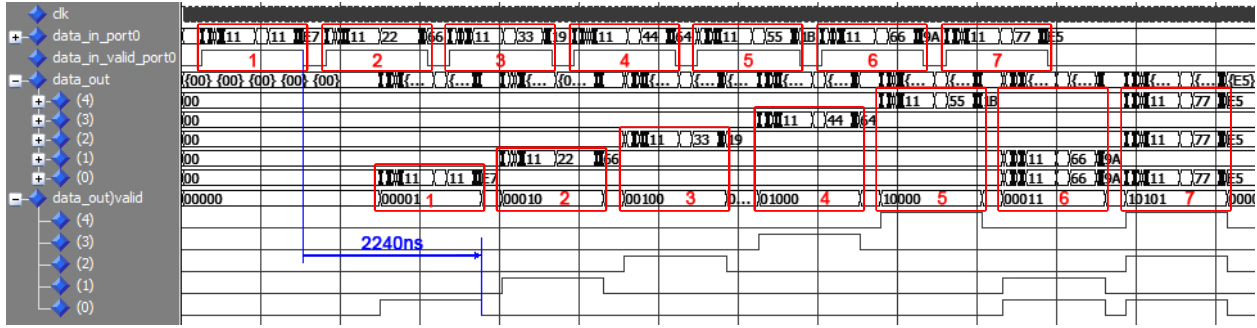 clk
data_in_port0 11 11 E7 11 22 66 11 33 19 11 44 64 11 55 1B 11 66 9A 11 77 E5
data_in_valid_port0 1 2 3 4 5 6 7
data_out {00} {00} {00} {00} {00} {... {... {... {... {... {0... {... {... {... {... {... {... {... {... {E5}
(4) 00 11 55 1B 11 77 E5
(3) 00 11 44 64
(2) 00 11 33 19 11 77 E5
(1) 00 11 22 66 11 66 9A
(0) 00 11 11 E7 11 66 9A 11 77 E5
data_out)valid 00000 00001 1 00010 2 00100 3 0... 01000 4 10000 5 00011 6 10101 7 0000
(4)
(3) 2240ns
(2)
(1)
(0)